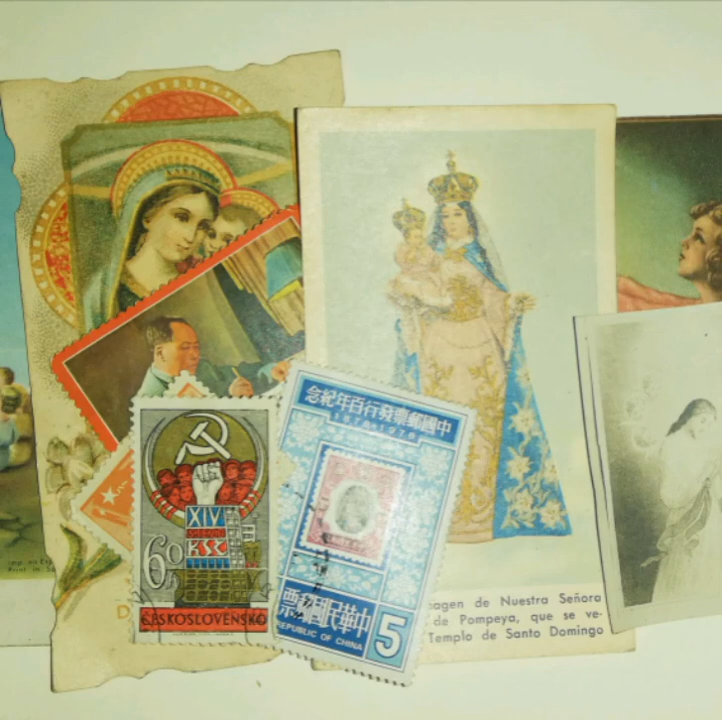 念紀年百行發票郵國中
1878-1978
票郵國民華中
REPUBLIC OF CHINA
5
60
XIV
KSČ
ČESKOSLOVENSKO
agen de Nuestra Señora
de Pompeya, que se ve-
Templo de Santo Domingo